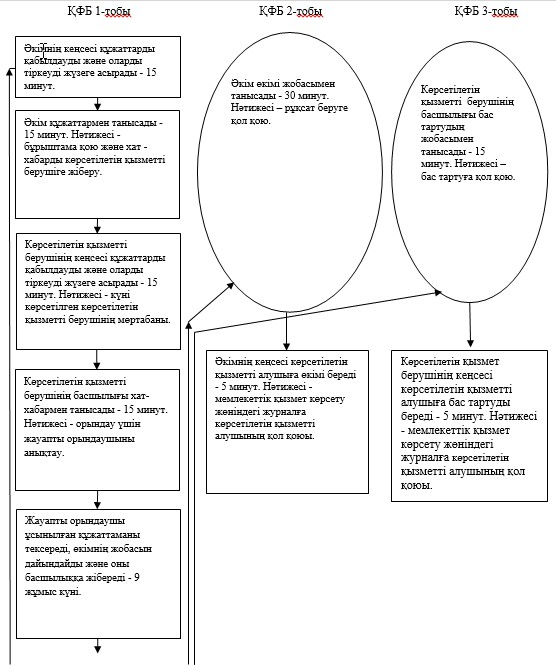 ҚФБ 1-тобы
ҚФБ 2-тобы
ҚФБ 3-тобы
Әкімнің кеңсесі құжаттарды
қабылдауды және оларды
тіркеуді жүзеге асырады - 15
минут.
Әкім құжаттармен танысады -
15 минут. Нәтижесі -
бұрыштама қою және хат -
хабарды көрсетілетін қызметті
берушіге жіберу.
Көрсетілетін қызметті
берушінің кеңсесі құжаттарды
қабылдауды және оларды
тіркеуді жүзеге асырады - 15
минут. Нәтижесі - күні
көрсетілген көрсетілетін
қызметті берушінің мөртабаны.
Көрсетілетін қызметті
берушінің басшылығы хат-
хабармен танысады - 15 минут.
Нәтижесі - орындау үшін
жауапты орындаушыны
анықтау.
Жауапты орындаушы
ұсынылған құжаттаманы
тексереді, әкімнің жобасын
дайындайды және оны
басшылыққа жібереді - 9
жұмыс күні.
Әкім өкімі жобасымен
танысады - 30 минут.
Нәтижесі – рұқсат беруге
қол қою.
Әкімнің кеңсесі көрсетілетін
қызметті алушыға өкімі береді
- 5 минут. Нәтижесі -
мемлекеттік қызмет көрсету
жөніндегі журналға
көрсетілетін қызметті
алушының қол қоюы.
Көрсетілетін
қызметті берушінің
басшылығы бас
тартудың
жобасымен
танысады - 15
минут. Нәтижесі –
бас тартуға қол қою.
Көрсетілетін қызмет
берушінің кеңсесі
көрсетілетін қызметті
алушыға бас тартуды
береді - 5 минут. Нәтижесі
- мемлекеттік қызмет
көрсету жөніндегі
журналға көрсетілетін
қызметті алушының қол
қоюы.